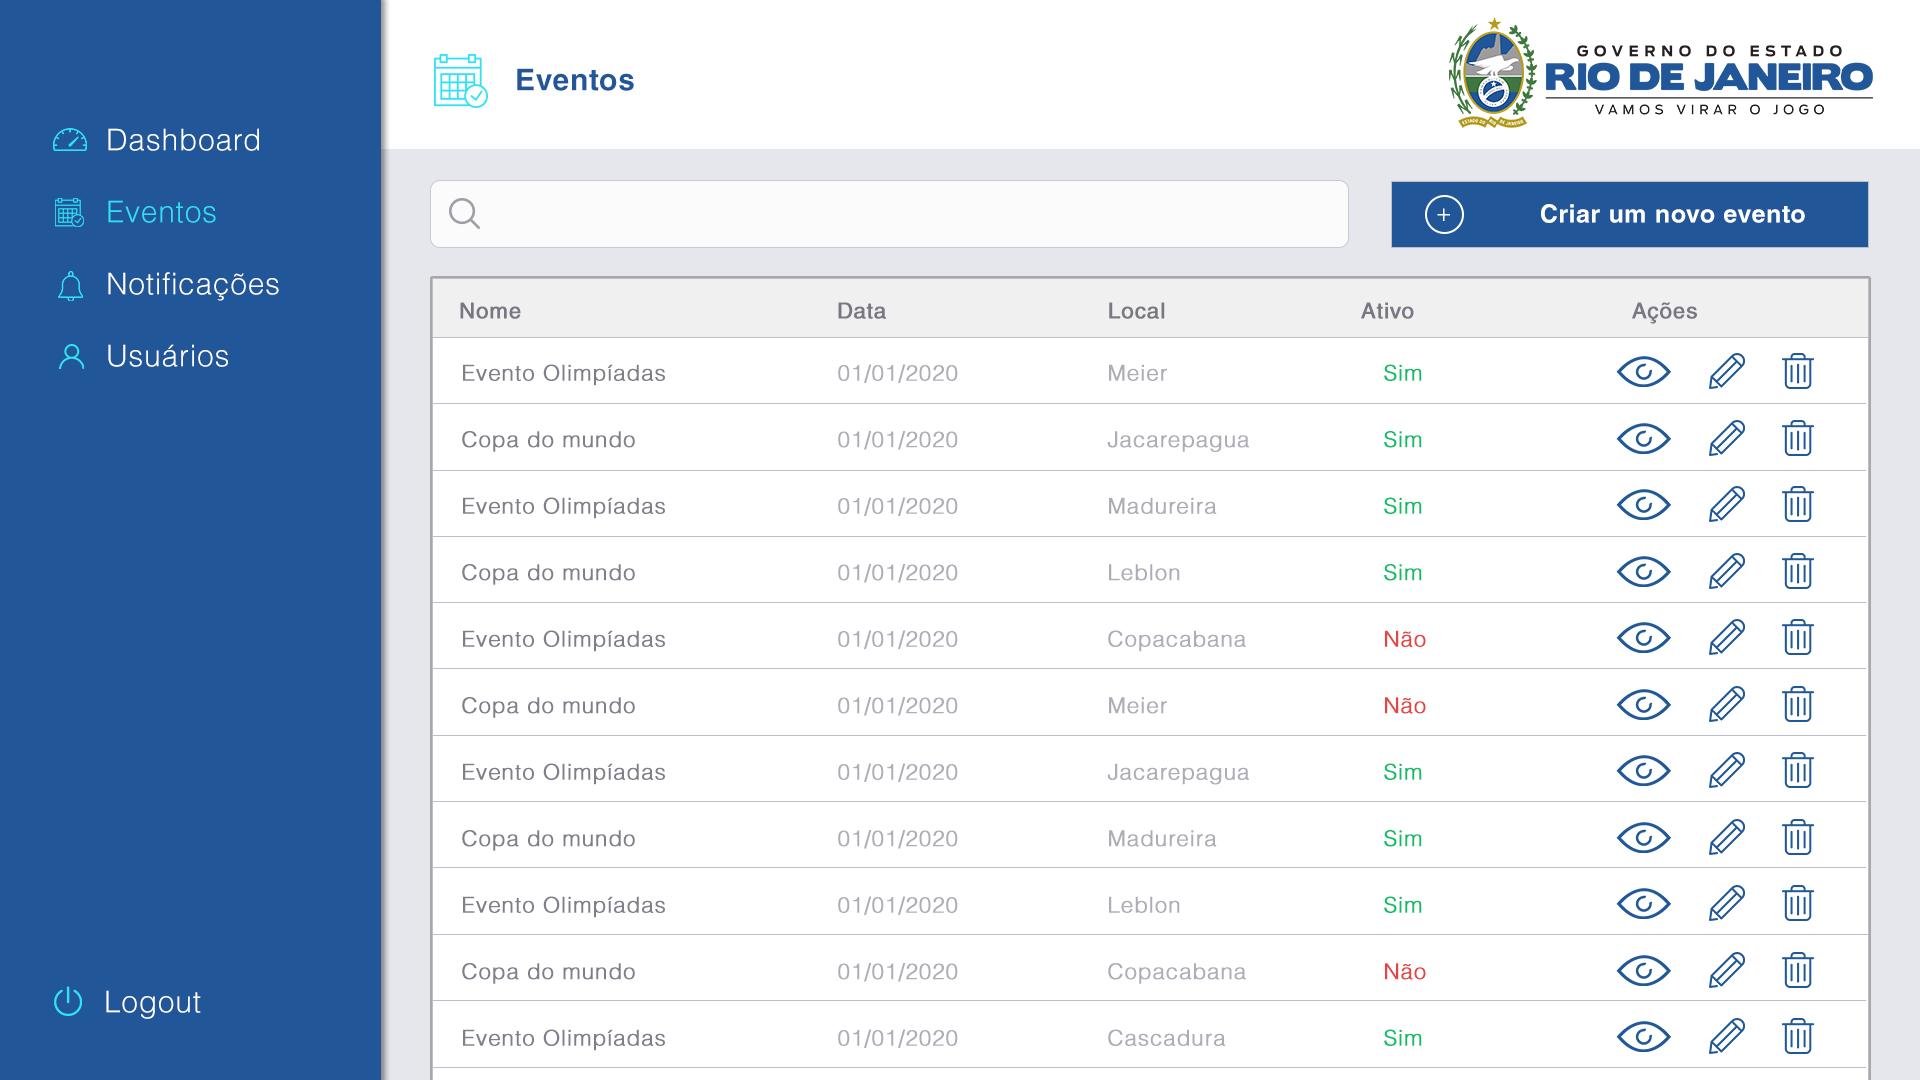 Dashboard
Eventos
Notificações
Usuários
Logout
Eventos
GOVERNO DO ESTADO
RIO DE JANEIRO
VAMOS VIRAR O JOGO
ESTADO DO RIO DE JANEIRO
Criar um novo evento
Nome Data Local Ativo Ações
Evento Olimpíadas 01/01/2020 Meier Sim
Copa do mundo 01/01/2020 Jacarepagua Sim
Evento Olimpíadas 01/01/2020 Madureira Sim
Copa do mundo 01/01/2020 Leblon Sim
Evento Olimpíadas 01/01/2020 Copacabana Não
Copa do mundo 01/01/2020 Meier Não
Evento Olimpíadas 01/01/2020 Jacarepagua Sim
Copa do mundo 01/01/2020 Madureira Sim
Evento Olimpíadas 01/01/2020 Leblon Sim
Copa do mundo 01/01/2020 Copacabana Não
Evento Olimpíadas 01/01/2020 Cascadura Sim